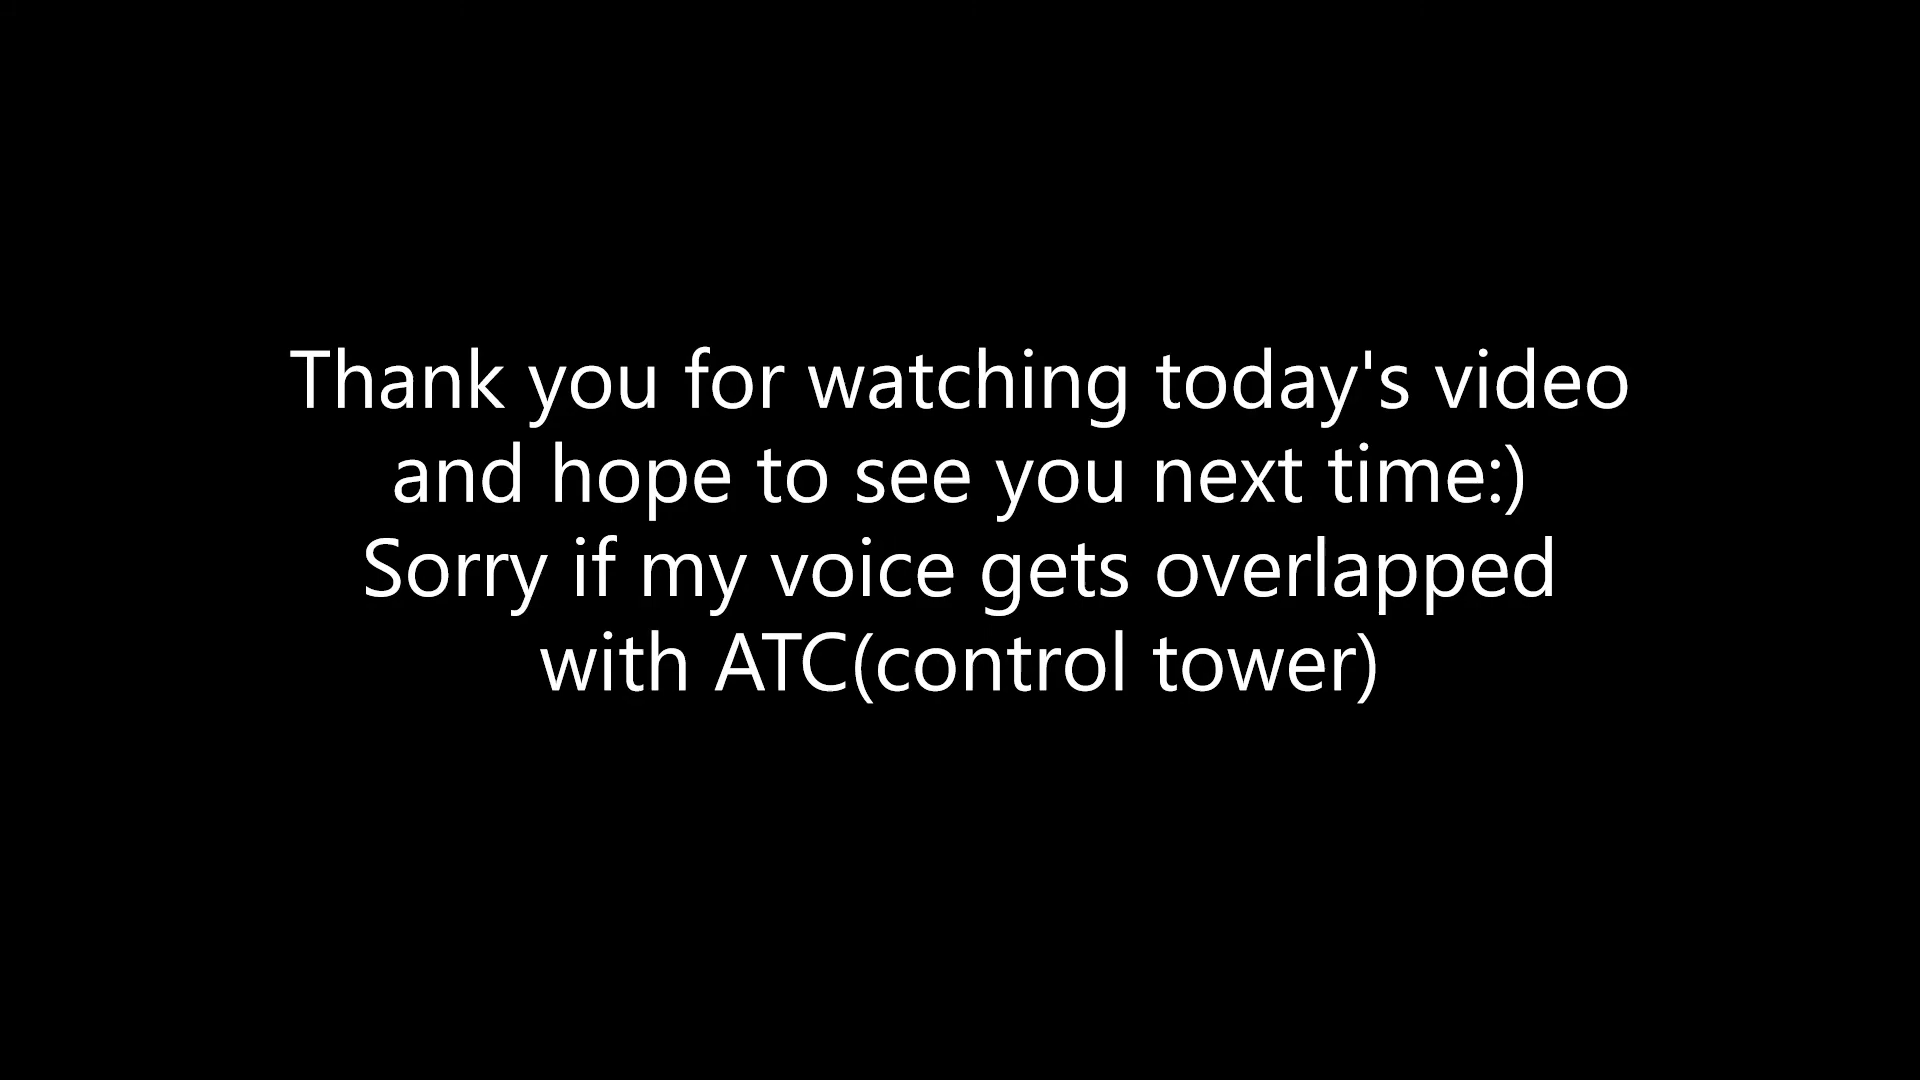 Thank you for watching today's video
and hope to see you next time:)
Sorry if my voice gets overlapped
with ATC(control tower)